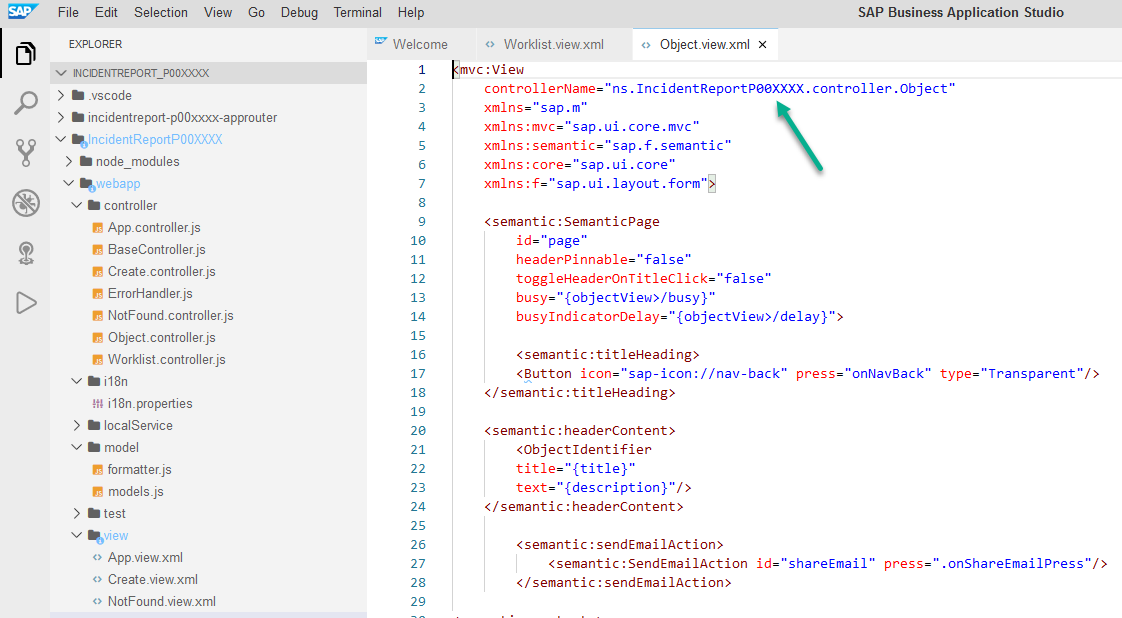 SAP File Edit Selection View Go Debug Terminal Help SAP Business Application Studio
EXPLORER
INCIDENTREPORT_P00XXXX
.vscode
incidentreport-p00xxxx-approuter
IncidentReportP00XXXX
node_modules
webapp
controller
App.controller.js
BaseController.js
Create.controller.js
ErrorHandler.js
NotFound.controller.js
Object.controller.js
Worklist.controller.js
i18n
i18n.properties
localService
model
formatter.js
models.js
test
view
App.view.xml
Create.view.xml
NotFound.view.xml
Welcome Worklist.view.xml Object.view.xml
1 <mvc:View
2 controllerName="ns.IncidentReportP00XXXX.controller.Object"
3 xmlns="sap.m"
4 xmlns:mvc="sap.ui.core.mvc"
5 xmlns:semantic="sap.f.semantic"
6 xmlns:core="sap.ui.core"
7 xmlns:f="sap.ui.layout.form">
8
9 <semantic:SemanticPage
10 id="page"
11 headerPinnable="false"
12 toggleHeaderOnTitleClick="false"
13 busy="{objectView>/busy}"
14 busyIndicatorDelay="{objectView>/delay}">
15
16 <semantic:titleHeading>
17 <Button icon="sap-icon://nav-back" press="onNavBack" type="Transparent"/>
18 </semantic:titleHeading>
19
20 <semantic:headerContent>
21 <ObjectIdentifier
22 title="{title}"
23 text="{description}"/>
24 </semantic:headerContent>
25
26 <semantic:sendEmailAction>
27 <semantic:SendEmailAction id="shareEmail" press=".onShareEmailPress"/>
28 </semantic:sendEmailAction>
29